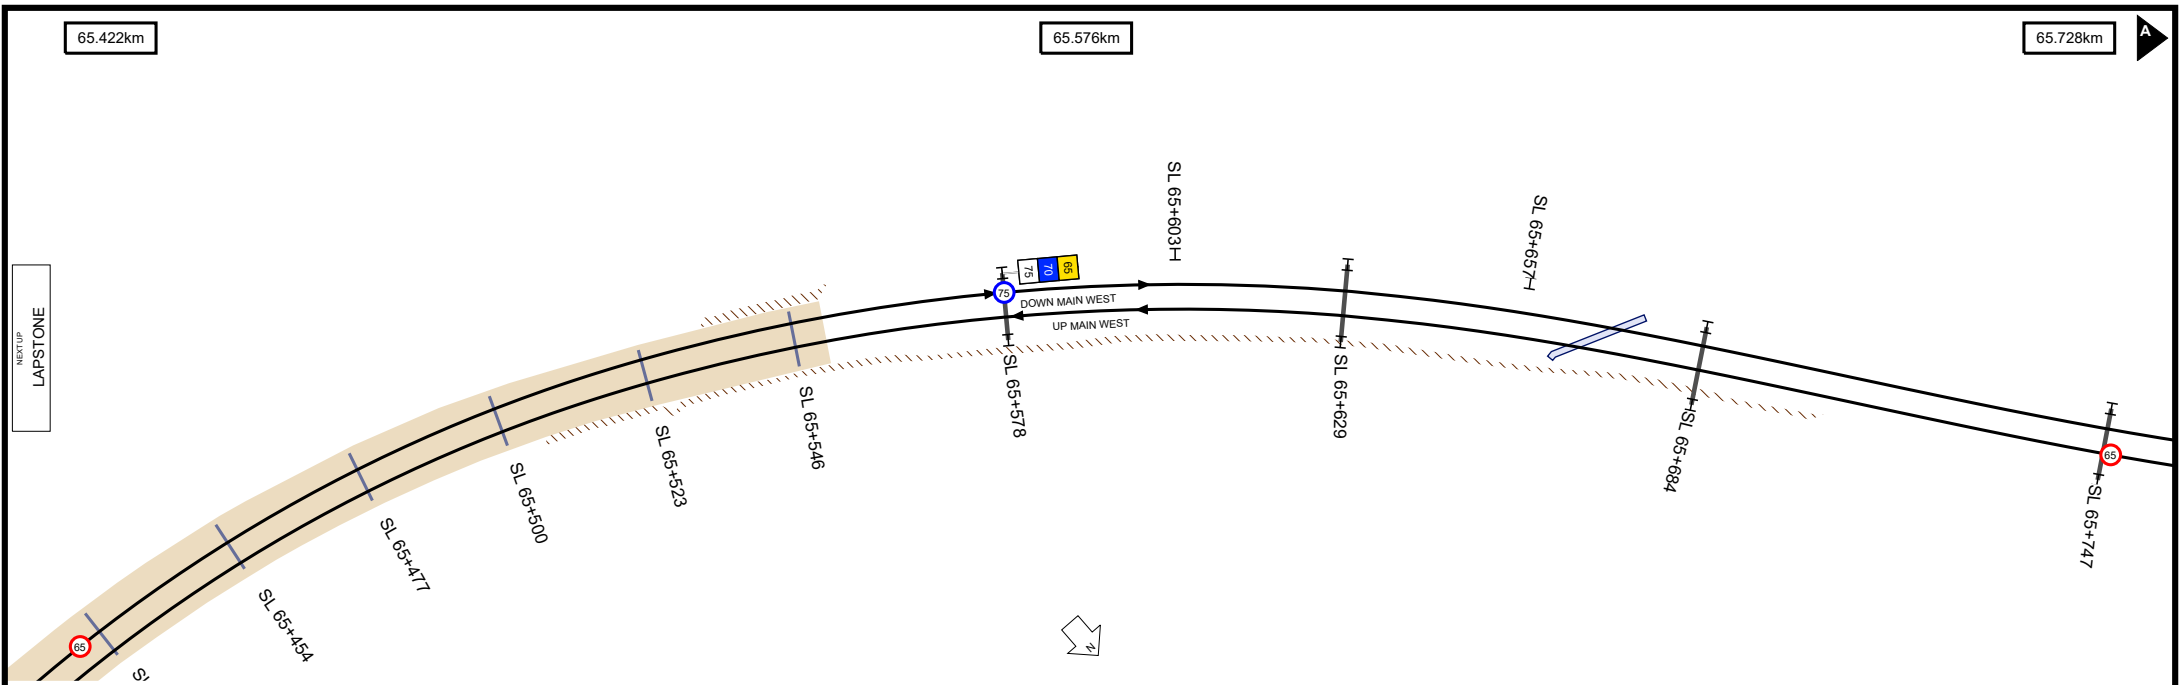 65.422km
65.576km
65.728km
A
NEXT UP
LAPSTONE
SL 65+603
SL 65+657
75
70
65
75
DOWN MAIN WEST
UP MAIN WEST
SL 65+578
SL 65+629
SL 65+546
SL 65+523
SL 65+684
65
SL 65+500
SL 65+747
SL 65+477
SL 65+454
65
SL
N